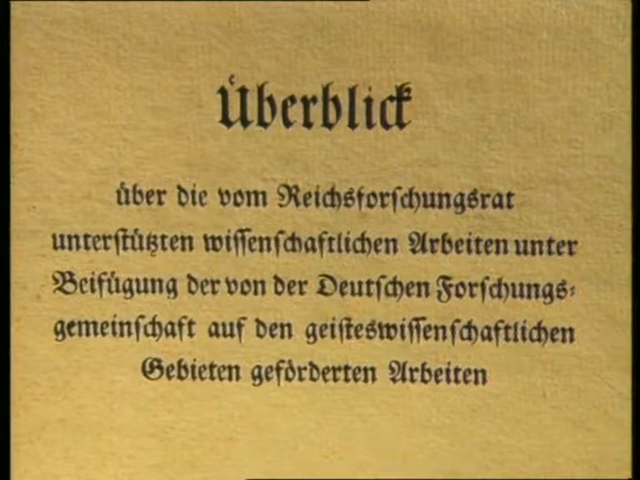 Überblick
über die vom Reichsforschungsrat
unterstützten wissenschaftlichen Arbeiten unter
Beifügung der von der Deutschen Forschungs-
gemeinschaft auf den geisteswissenschaftlichen
Gebieten geförderten Arbeiten